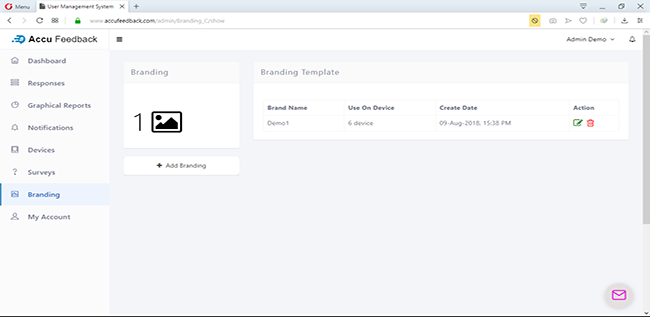 Menu
User Management System
www.accufeedback.com/admin/branding_C/show
Accu Feedback
Admin Demo
Dashboard
Responses
Graphical Reports
Notifications
Devices
Surveys
Branding
My Account
Branding
1
+ Add Branding
Branding Template
Brand Name Use On Device Create Date Action
Demo1 6 device 09-Aug-2018, 15:38 PM